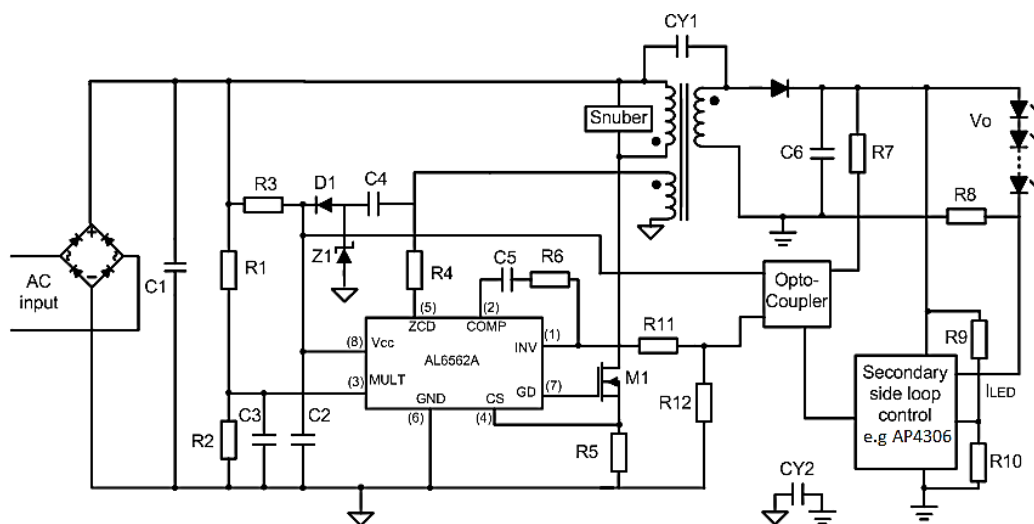 CY1
Snuber
Vo
C6
R7
R8
R3
D1
C4
Z1
R1
R4
C5
R6
AC
input
C1
Opto-
Coupler
(5)
(2)
ZCD
COMP
(1)
(8)
Vcc
AL6562A
INV
R11
R9
(3)
MULT
(7)
GD
M1
GND
CS
(6)
(4)
R2
C3
C2
R5
R12
Secondary
side loop
control
e.g AP4306
ILED
R10
CY2